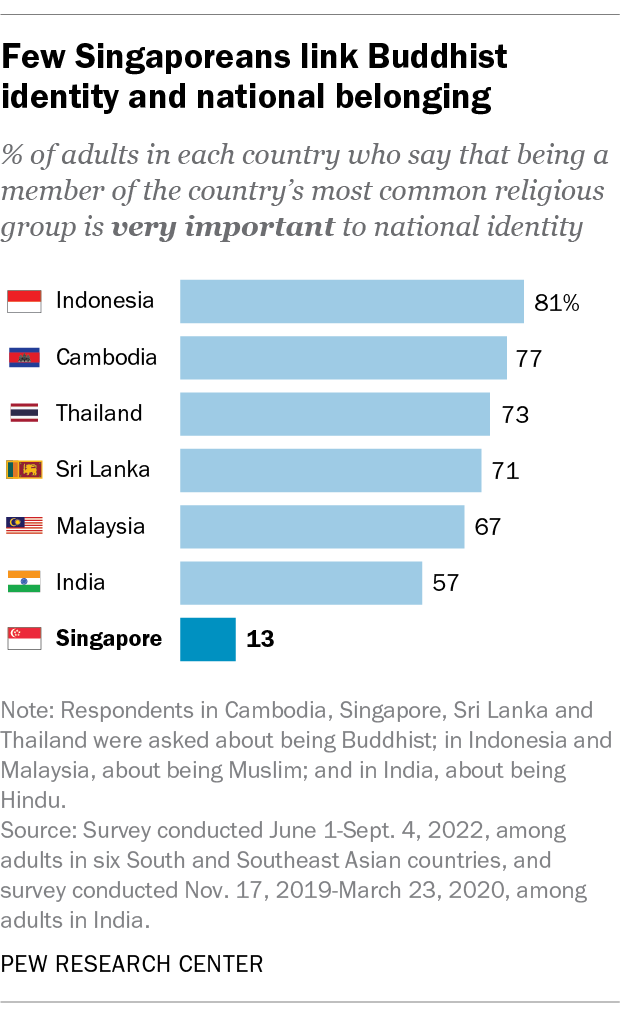 Few Singaporeans link Buddhist
identity and national belonging
% of adults in each country who say that being a
member of the country’s most common religious
group is very important to national identity
Indonesia 81%
Cambodia 77
Thailand 73
Sri Lanka 71
Malaysia 67
India 57
Singapore 13
Note: Respondents in Cambodia, Singapore, Sri Lanka and
Thailand were asked about being Buddhist; in Indonesia and
Malaysia, about being Muslim; and in India, about being
Hindu.
Source: Survey conducted June 1-Sept. 4, 2022, among
adults in six South and Southeast Asian countries, and
survey conducted Nov. 17, 2019-March 23, 2020, among
adults in India.
PEW RESEARCH CENTER